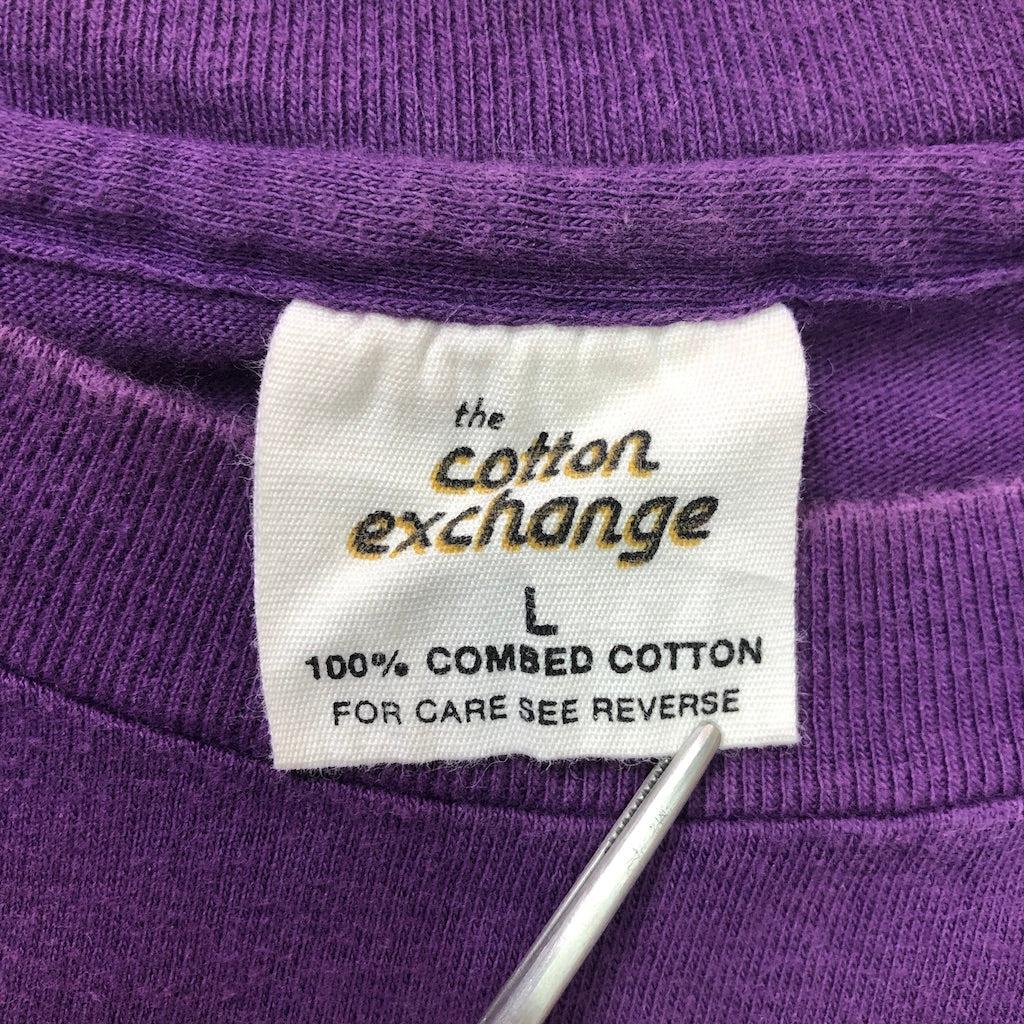 the
cotton
exchange
L
100% COMBED COTTON
FOR CARE SEE REVERSE